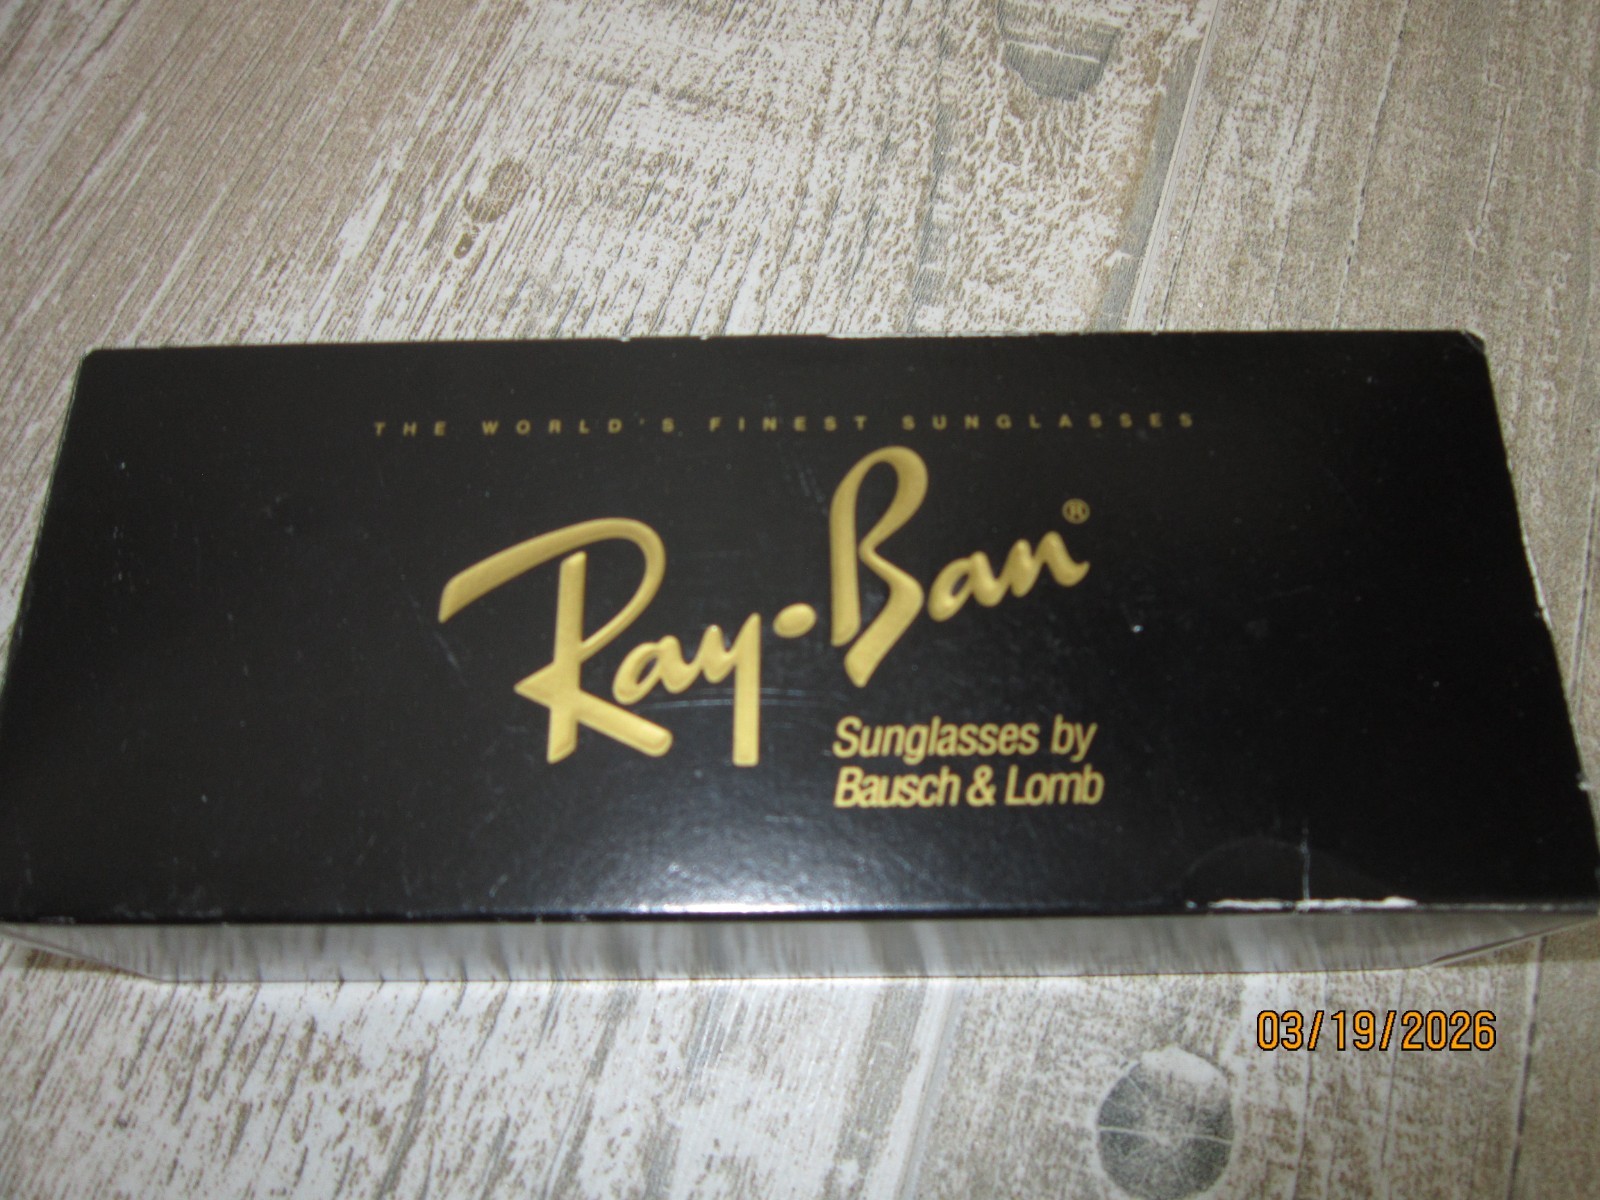 THE WORLD'S FINEST SUNGLASSES
Ray-Ban®
Sunglasses by
Bausch & Lomb
03/19/2026